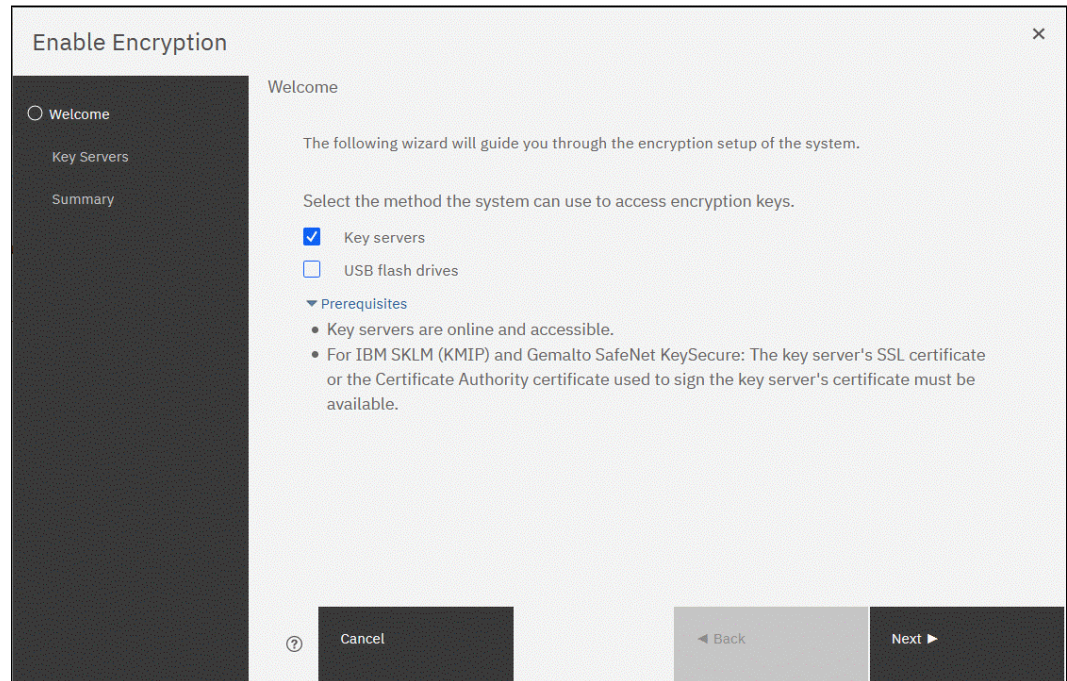 Enable Encryption
Welcome
Key Servers
Summary
Welcome
The following wizard will guide you through the encryption setup of the system.
Select the method the system can use to access encryption keys.
Key servers
USB flash drives
Prerequisites
• Key servers are online and accessible.
• For IBM SKLM (KMIP) and Gemalto SafeNet KeySecure: The key server's SSL certificate
or the Certificate Authority certificate used to sign the key server's certificate must be
available.
Cancel
Back
Next